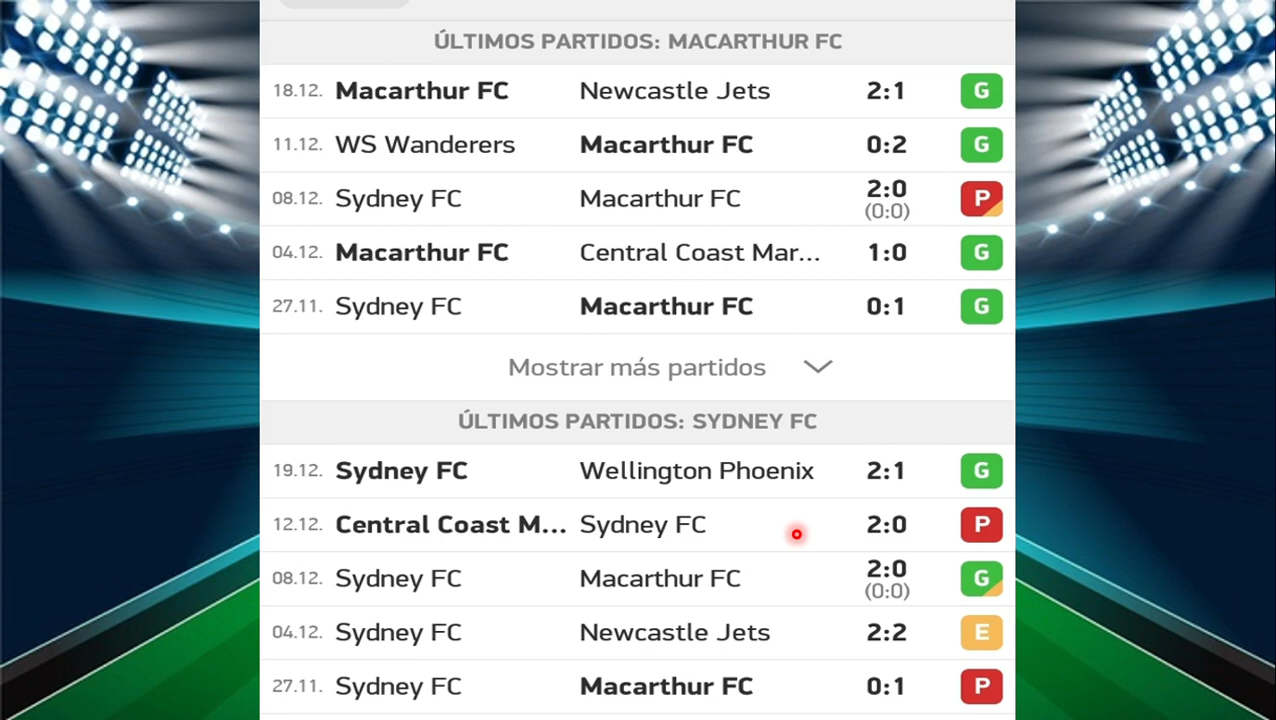 ÚLTIMOS PARTIDOS: MACARTHUR FC
18.12. Macarthur FC Newcastle Jets 2:1 G
11.12. WS Wanderers Macarthur FC 0:2 G
08.12. Sydney FC Macarthur FC 2:0 (0:0) P
04.12. Macarthur FC Central Coast Mar... 1:0 G
27.11. Sydney FC Macarthur FC 0:1 G
Mostrar más partidos
ÚLTIMOS PARTIDOS: SYDNEY FC
19.12. Sydney FC Wellington Phoenix 2:1 G
12.12. Central Coast M... Sydney FC 2:0 P
08.12. Sydney FC Macarthur FC 2:0 (0:0) G
04.12. Sydney FC Newcastle Jets 2:2 E
27.11. Sydney FC Macarthur FC 0:1 P